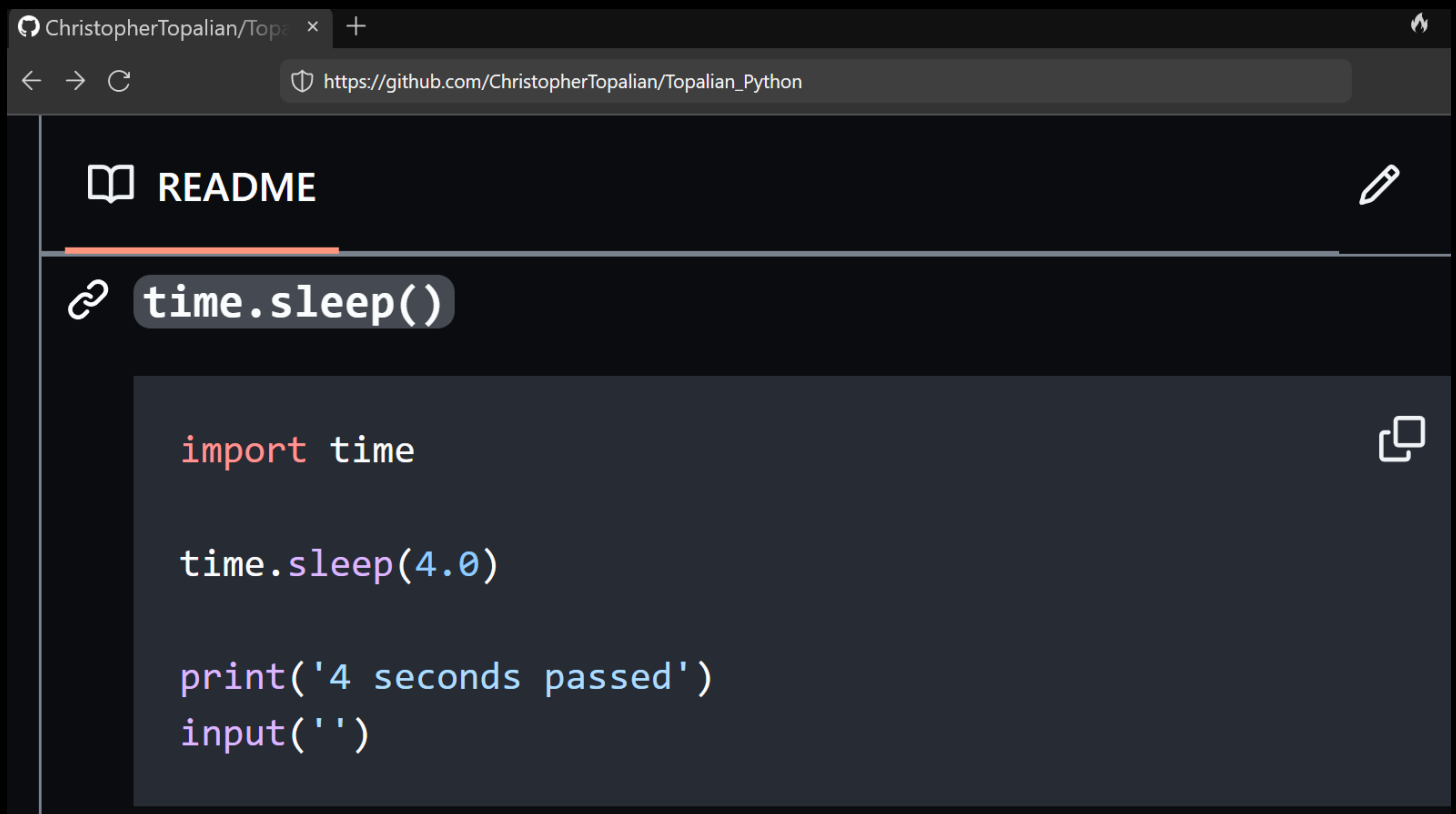 ChristopherTopalian/Topa
https://github.com/ChristopherTopalian/Topalian_Python
README
time.sleep()
import time
time.sleep(4.0)
print('4 seconds passed')
input('')